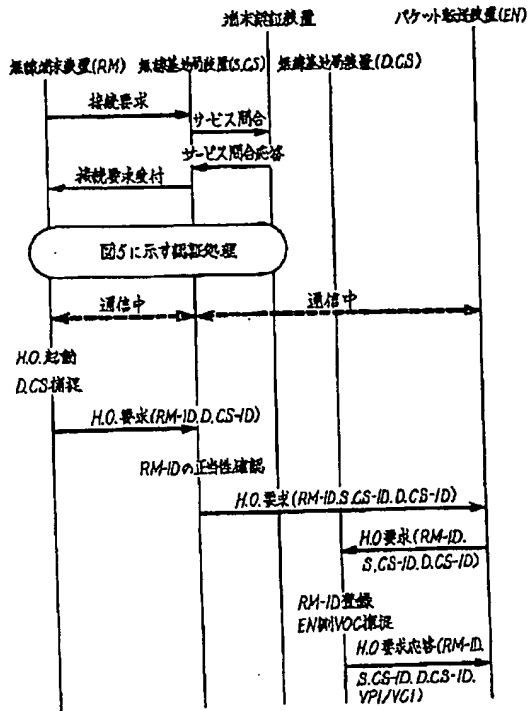 端末認証装置
パケット転送装置(EN)
無線端末装置(RM)
無線基地局装置(S,CS)
無線基地局装置(D,CS)
接続要求
サービス問合
サービス問合応答
接続要求受付
図5に示す認証処理
通信中
通信中
H.O.起動
D,CS捕捉
H.O.要求(RM-ID,D,CS-ID)
RM-IDの正当性確認
H.O.要求(RM-ID,S,CS-ID,D,CS-ID)
H.O要求(RM-ID,
S,CS-ID,D,CS-ID)
RM-ID登録
EN側VCC捕捉
H.O要求応答(RM-ID,
S,CS-ID,D,CS-ID,
VPI/VCI)